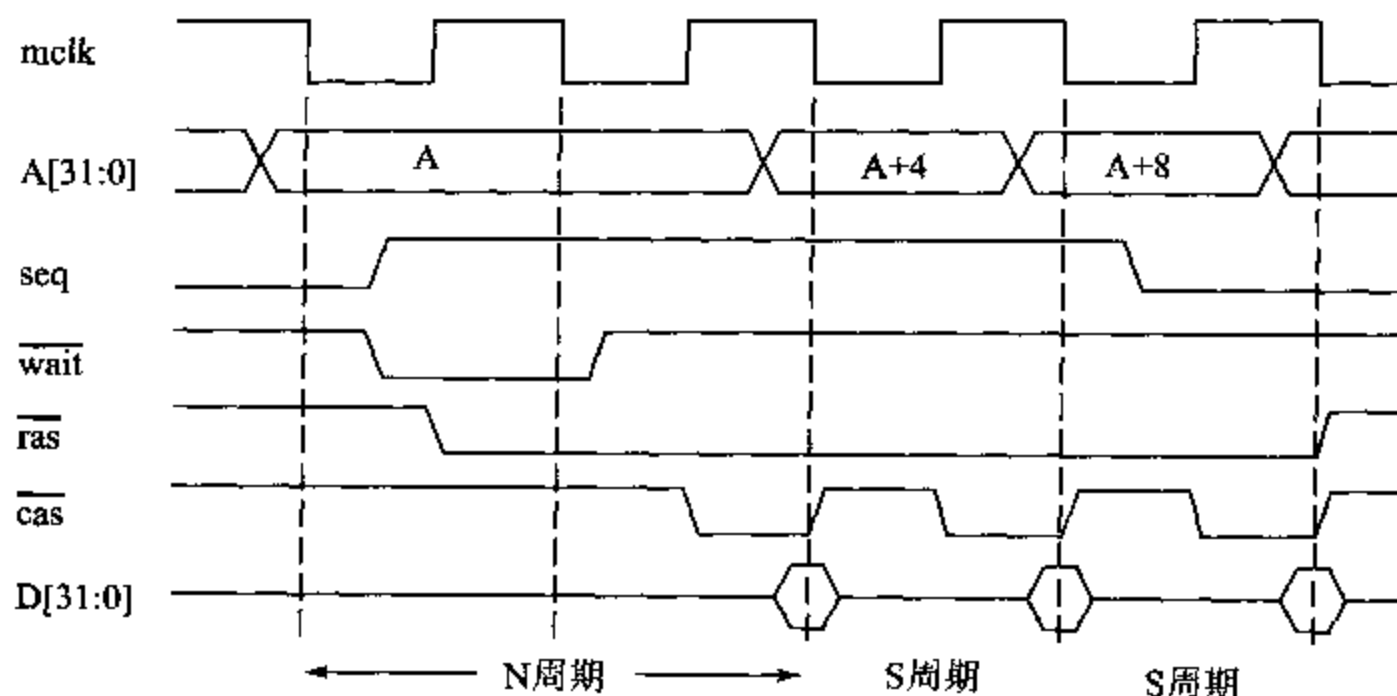 mclk
A[31:0]
A
A+4
A+8
seq
wait
ras
cas
D[31:0]
N周期
S周期
S周期